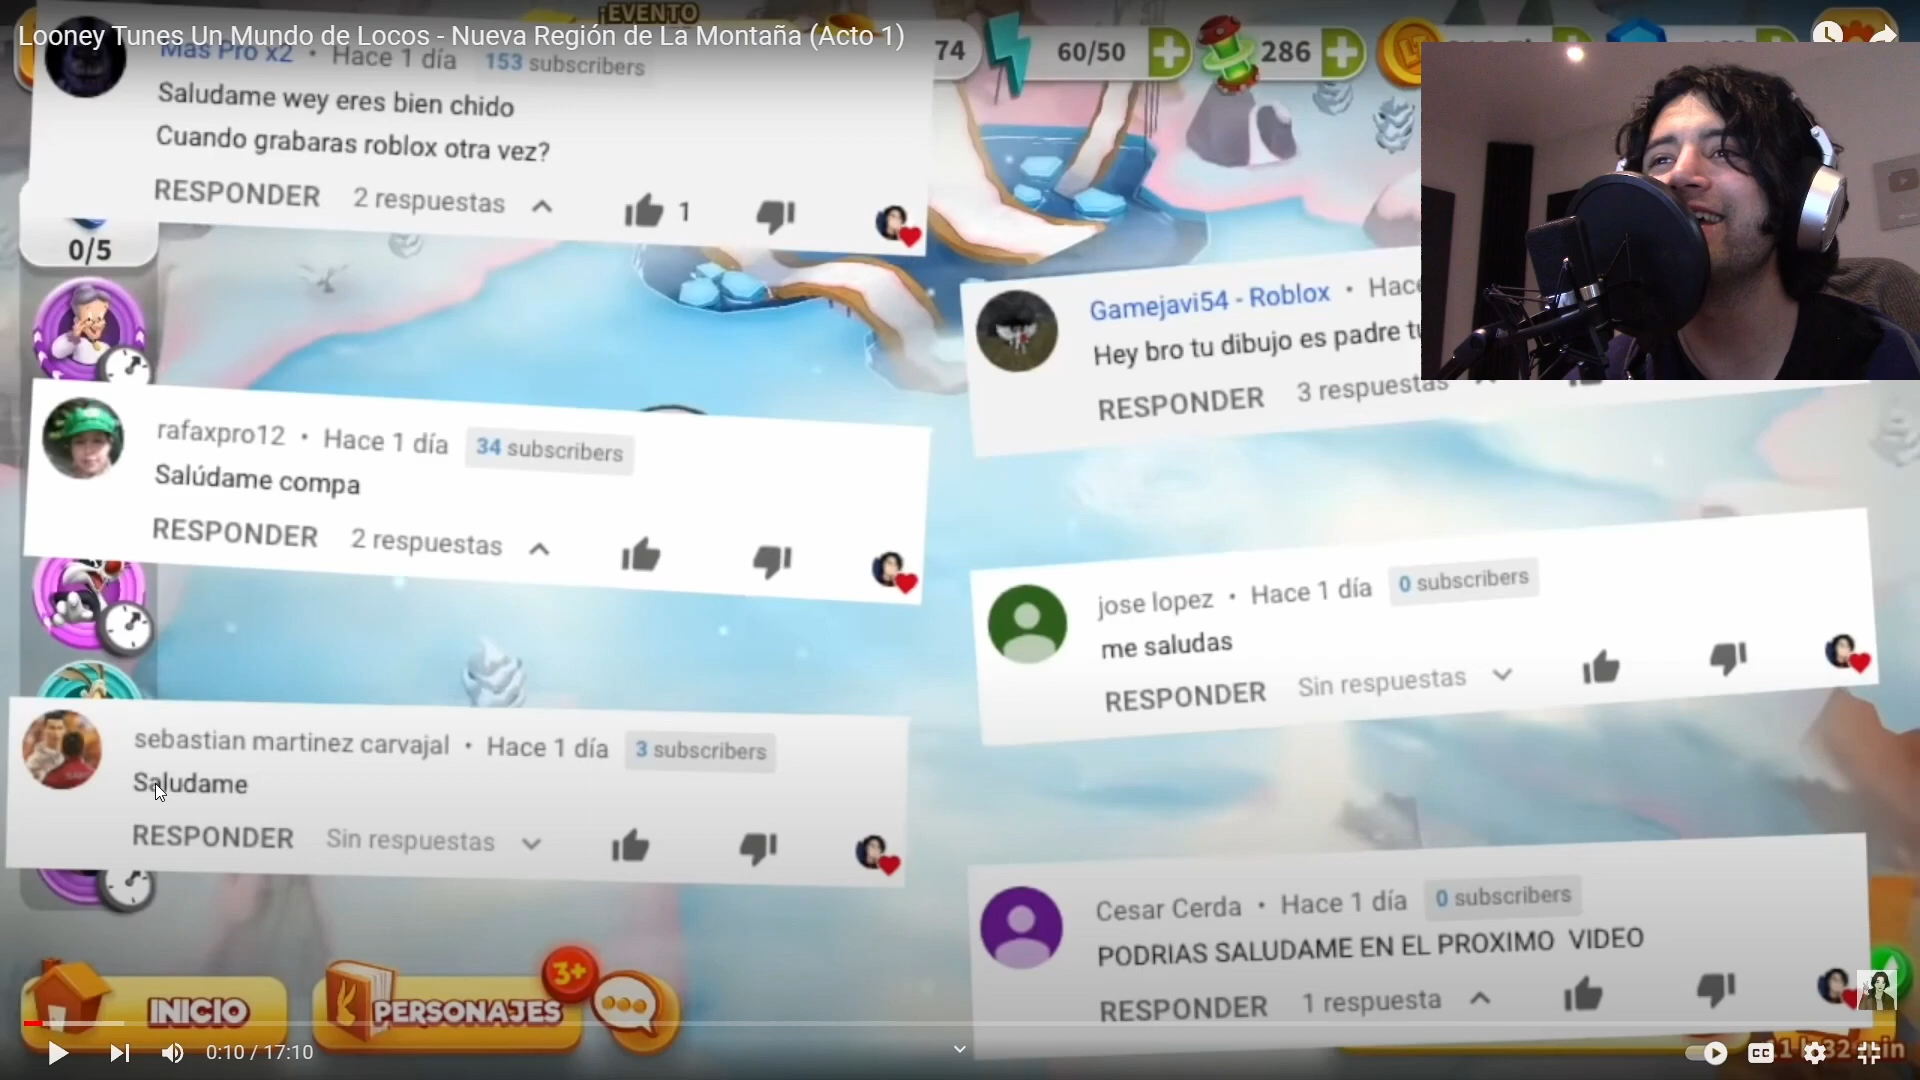 ¡EVENTO
Looney Tunes Un Mundo de Locos - Nueva Región de La Montaña (Acto 1)
74
60/50
286
Mas Pro x2 • Hace 1 día 153 subscribers
Saludame wey eres bien chido
Cuando grabaras roblox otra vez?
RESPONDER 2 respuestas 1
0/5
Gamejavi54 - Roblox • Hace
Hey bro tu dibujo es padre tu
RESPONDER 3 respuestas
rafaxpro12 • Hace 1 día 34 subscribers
Salúdame compa
RESPONDER 2 respuestas
jose lopez • Hace 1 día 0 subscribers
me saludas
RESPONDER Sin respuestas
sebastian martinez carvajal • Hace 1 día 3 subscribers
Saludame
RESPONDER Sin respuestas
Cesar Cerda • Hace 1 día 0 subscribers
PODRIAS SALUDAME EN EL PROXIMO VIDEO
RESPONDER 1 respuesta
INICIO
PERSONAJES
3+
0:10 / 17:10
CC